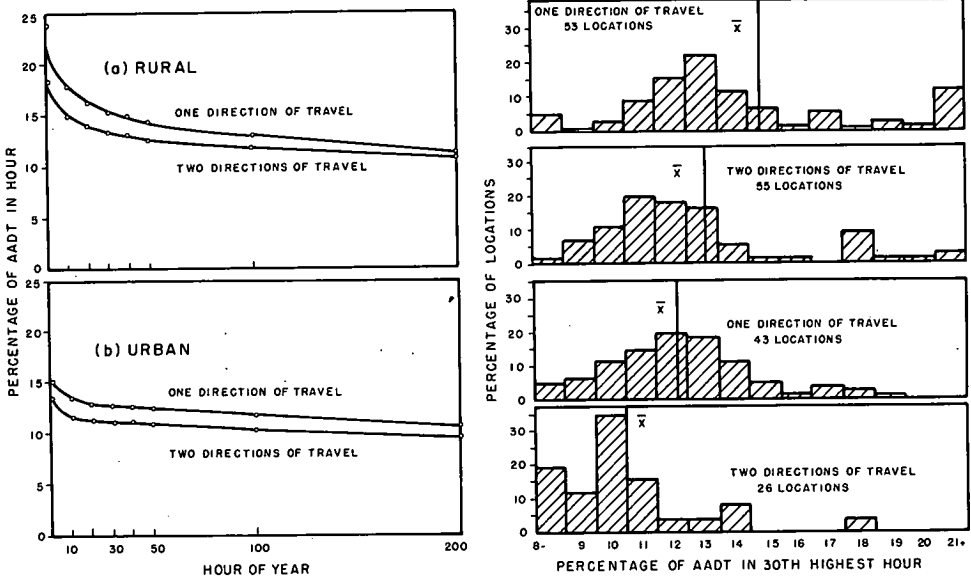 PERCENTAGE OF AADT IN HOUR
25
20
15
10
5
0
(a) RURAL
ONE DIRECTION OF TRAVEL
TWO DIRECTIONS OF TRAVEL
25
20
15
10
5
0
(b) URBAN
ONE DIRECTION OF TRAVEL
TWO DIRECTIONS OF TRAVEL
10 30 50 100 200
HOUR OF YEAR
PERCENTAGE OF LOCATIONS
30
20
10
0
ONE DIRECTION OF TRAVEL
53 LOCATIONS
x̄
30
20
10
0
x̄
TWO DIRECTIONS OF TRAVEL
55 LOCATIONS
30
20
10
0
x̄
ONE DIRECTION OF TRAVEL
43 LOCATIONS
30
20
10
0
x̄
TWO DIRECTIONS OF TRAVEL
26 LOCATIONS
8- 9 10 11 12 13 14 15 16 17 18 19 20 21+
PERCENTAGE OF AADT IN 30TH HIGHEST HOUR